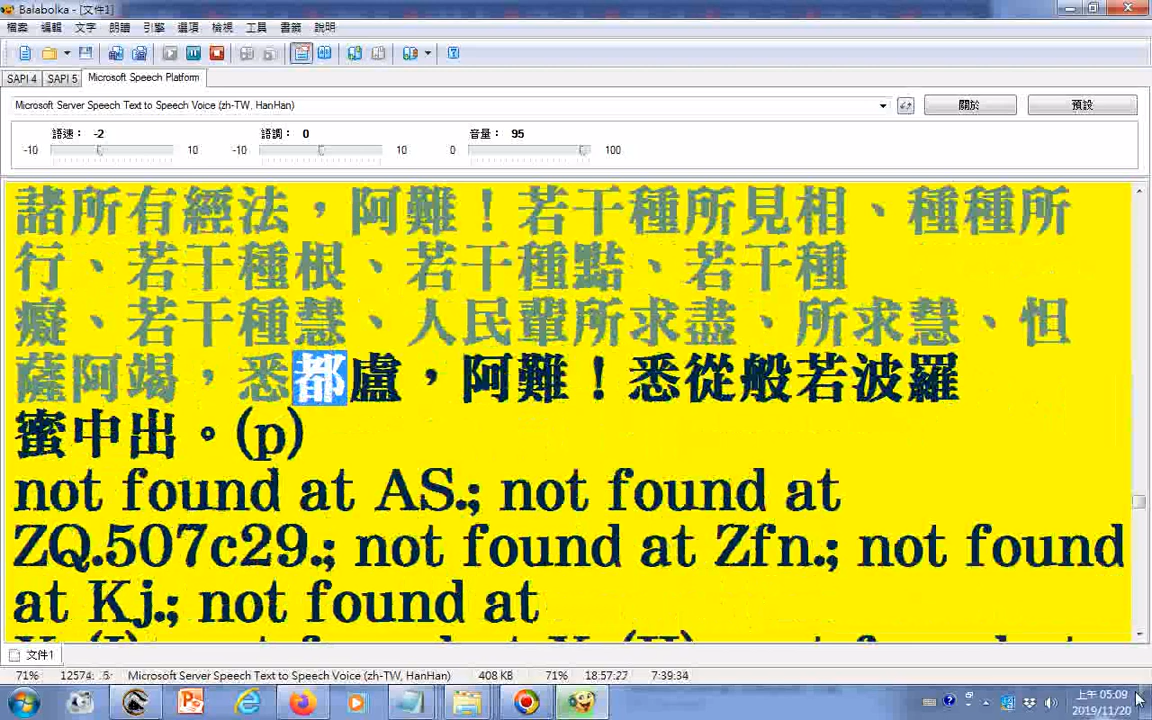 Balabolka - [文件1]
檔案 編輯 文字 朗讀 引擎 選項 檢視 工具 書籤 說明
SAPI 4 SAPI 5 Microsoft Speech Platform
Microsoft Server Speech Text to Speech Voice (zh-TW, HanHan)
關於 預設
語速： -2 語調： 0 音量： 95
-10 10 -10 10 0 100
諸所有經法，阿難！若干種所見相、種種所
行、若干種根、若干種黠、若干種
癡、若干種慧、人民輩所求盡、所求慧、怛
薩阿竭，悉都盧，阿難！悉從般若波羅
蜜中出。(p)
not found at AS.; not found at
ZQ.507c29.; not found at Zfn.; not found
at Kj.; not found at
文件1
71% Microsoft Server Speech Text to Speech Voice (zh-TW, HanHan) 408 KB 71% 18:57:27 7:39:34
上午 05:09
2019/11/20